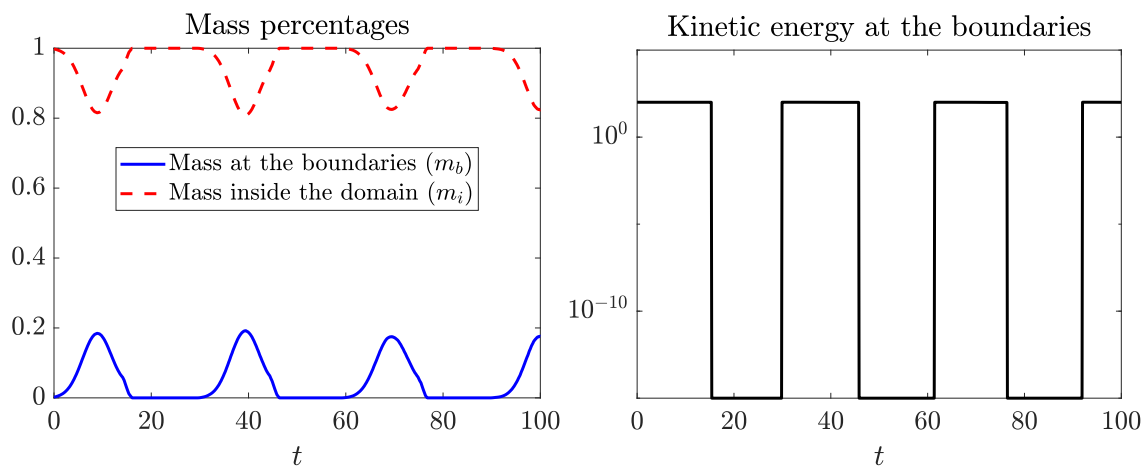 Mass percentages
1
0.8
0.6
0.4
0.2
0
Mass at the boundaries (m_b)
Mass inside the domain (m_i)
0 20 40 60 80 100
t
Kinetic energy at the boundaries
10^0
10^{-10}
0 20 40 60 80 100
t